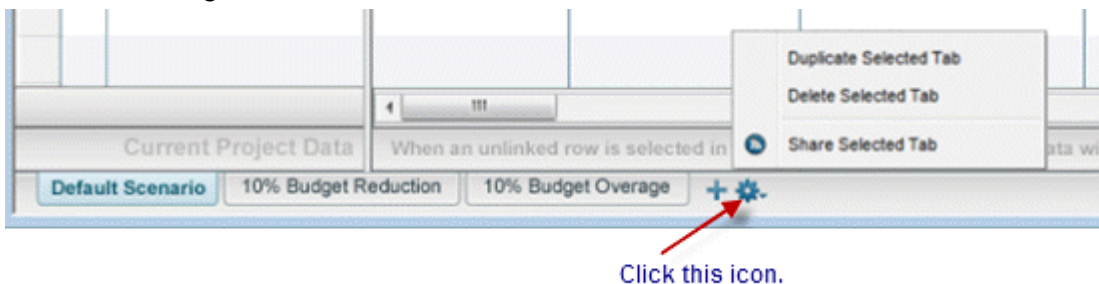 Duplicate Selected Tab
Delete Selected Tab
Share Selected Tab
Current Project Data
When an unlinked row is selected in
ata wi
Default Scenario
10% Budget Reduction
10% Budget Overage
Click this icon.